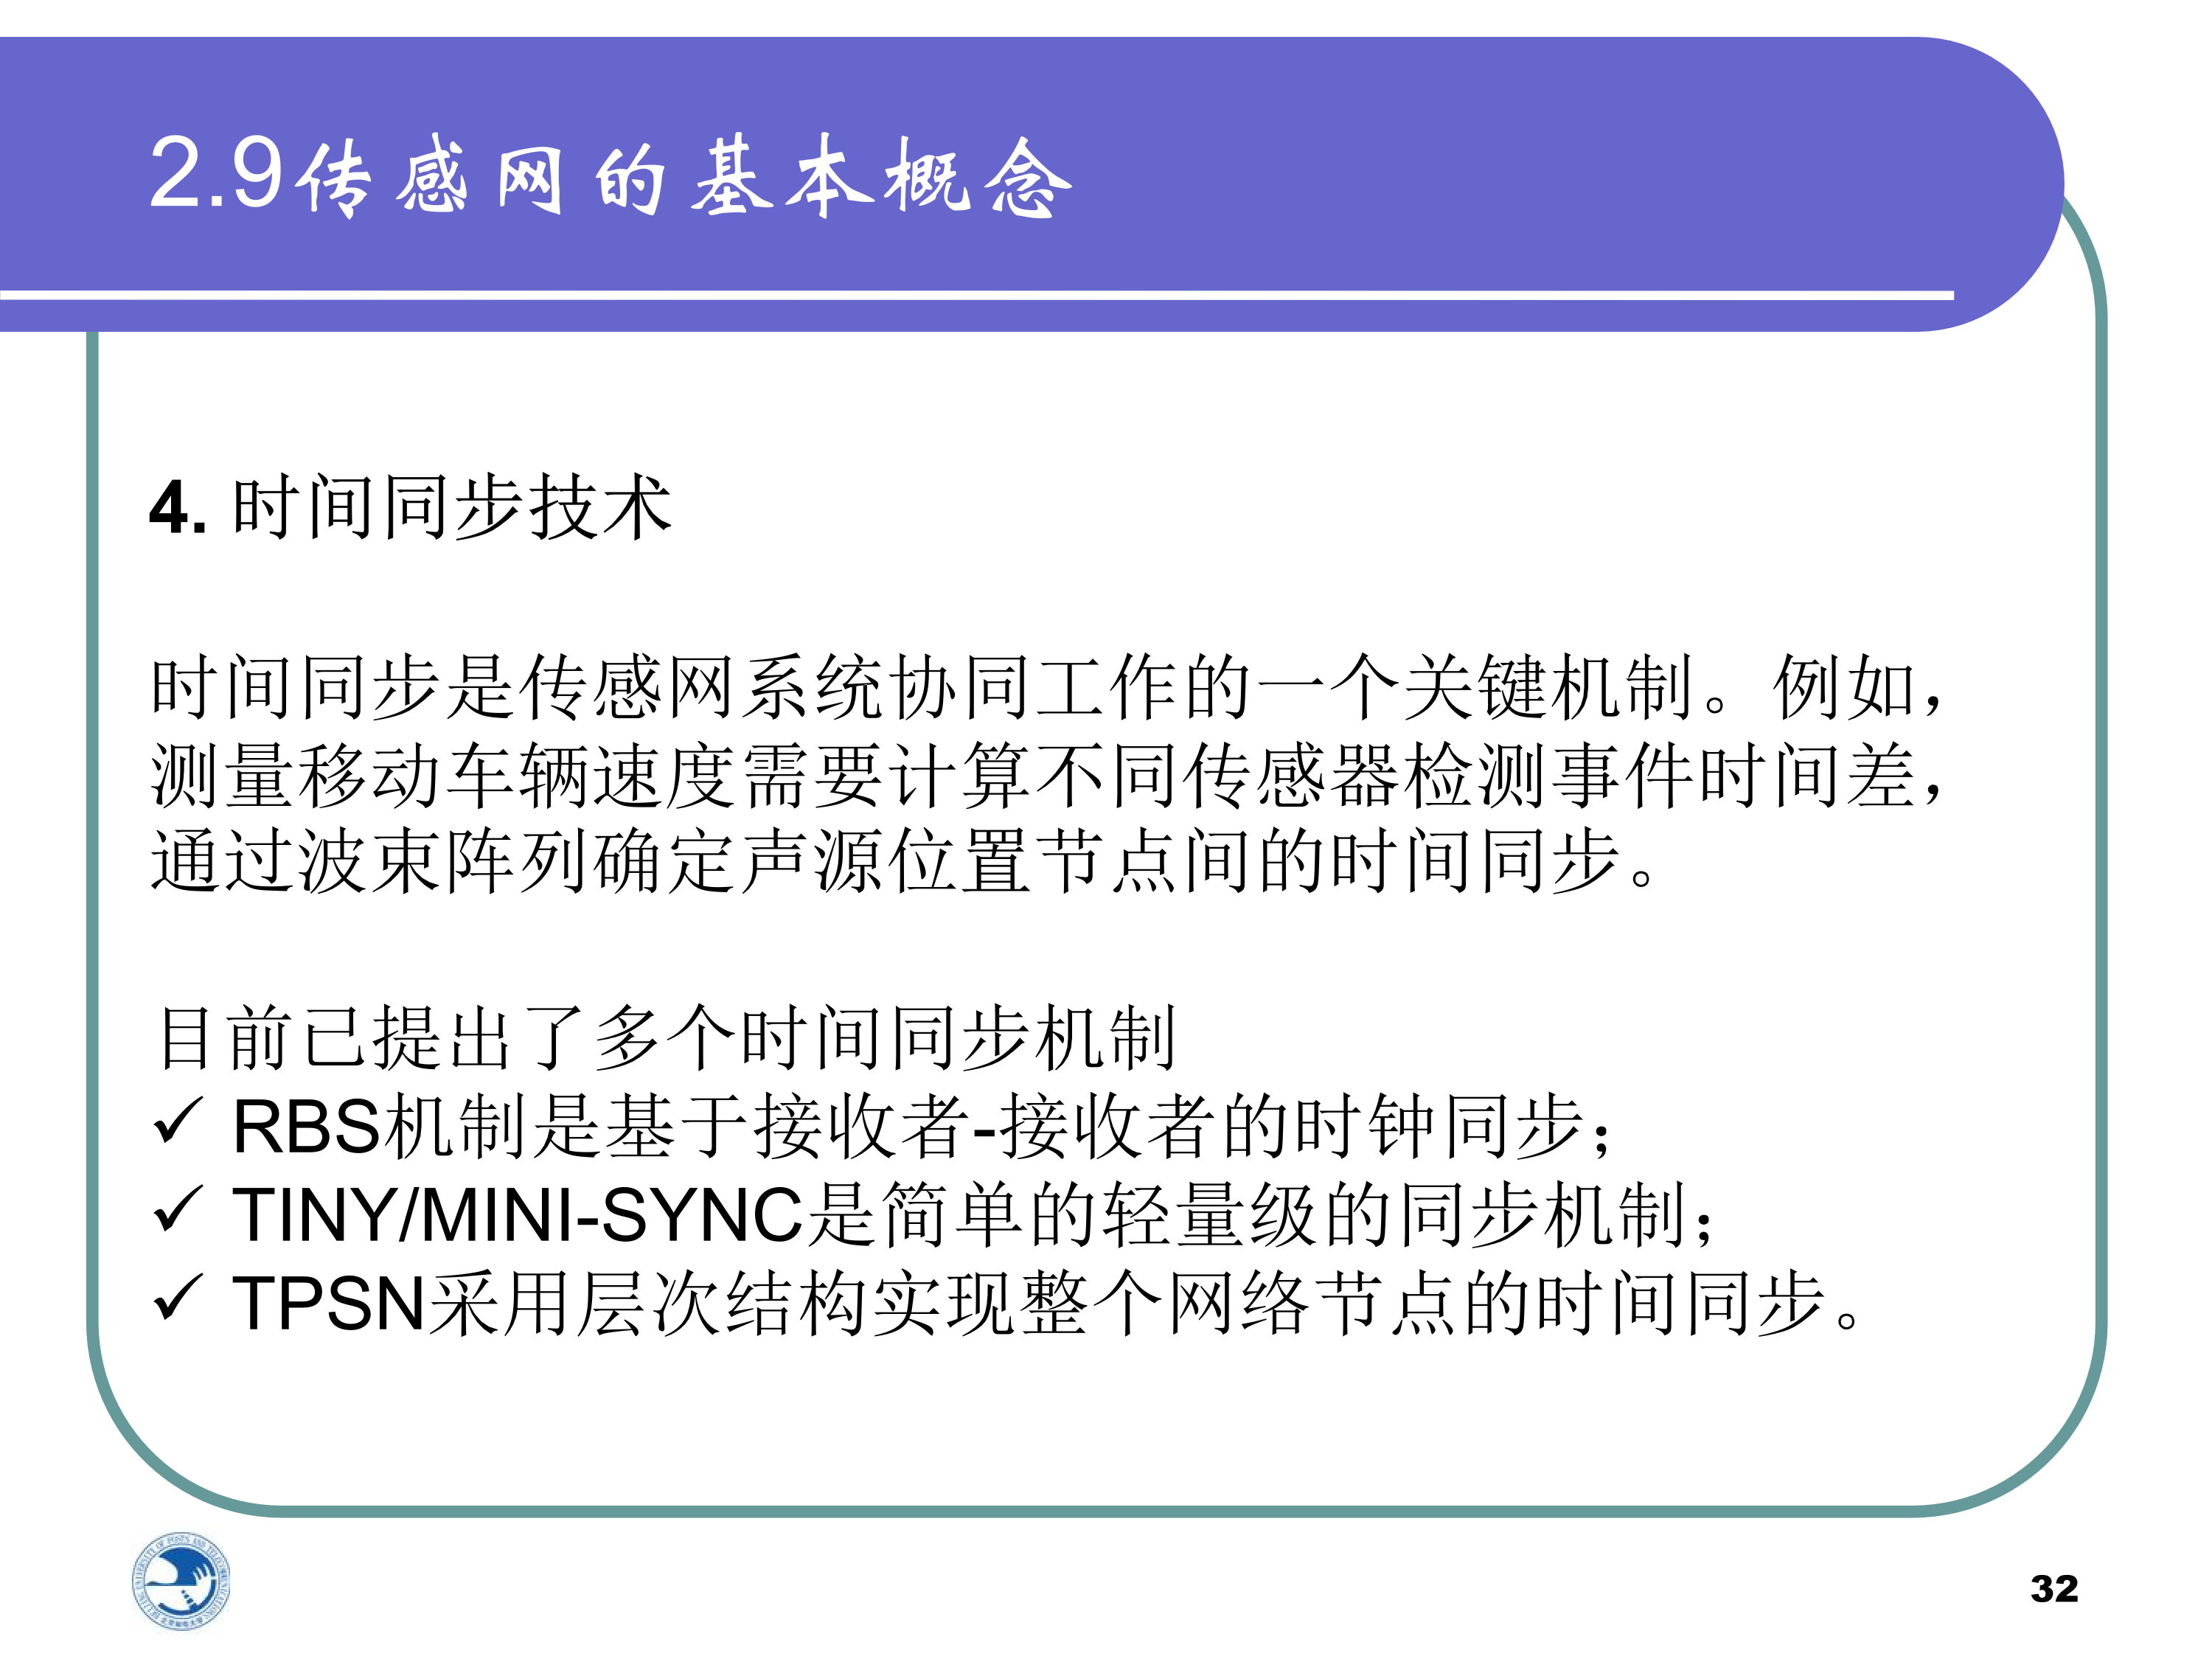 2.9传感网的基本概念
4. 时间同步技术
时间同步是传感网系统协同工作的一个关键机制。例如，
测量移动车辆速度需要计算不同传感器检测事件时间差，
通过波束阵列确定声源位置节点间的时间同步。
目前已提出了多个时间同步机制
✓ RBS机制是基于接收者-接收者的时钟同步；
✓ TINY/MINI-SYNC是简单的轻量级的同步机制；
✓ TPSN采用层次结构实现整个网络节点的时间同步。
32